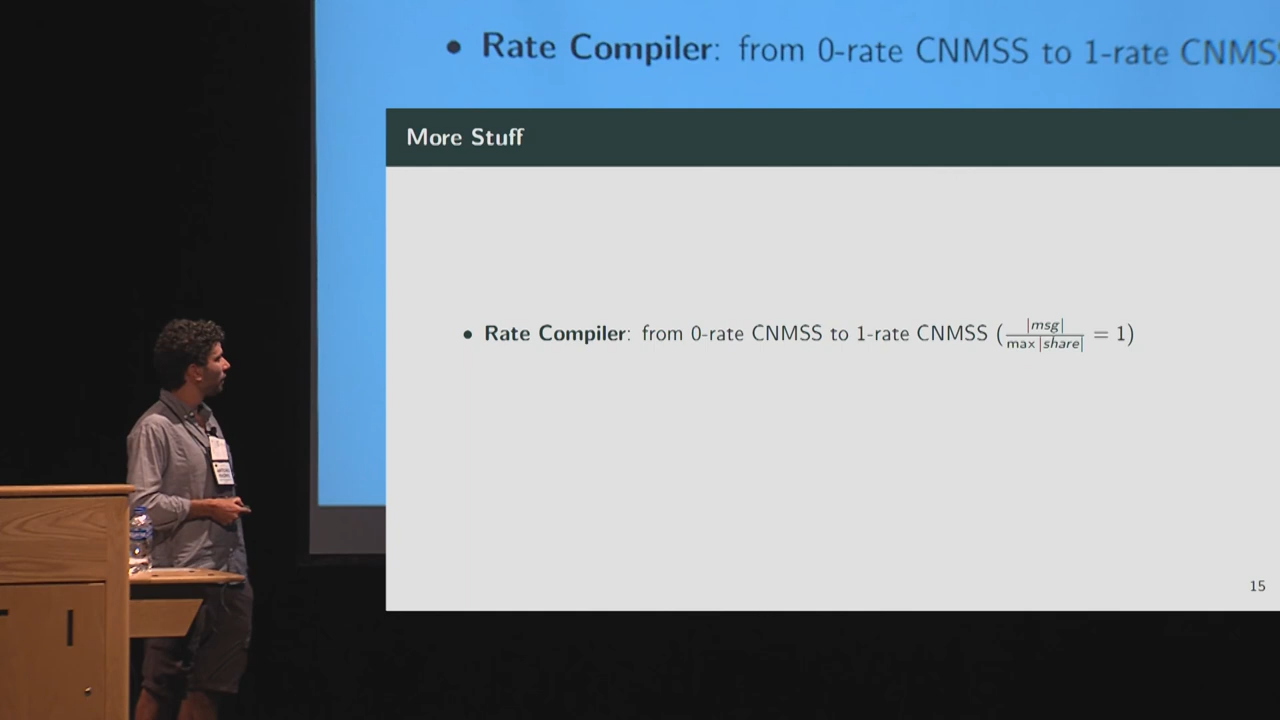 • Rate Compiler: from 0-rate CNMSS to 1-rate CNMS
More Stuff
• Rate Compiler: from 0-rate CNMSS to 1-rate CNMSS (|msg| / max |share| = 1)
15